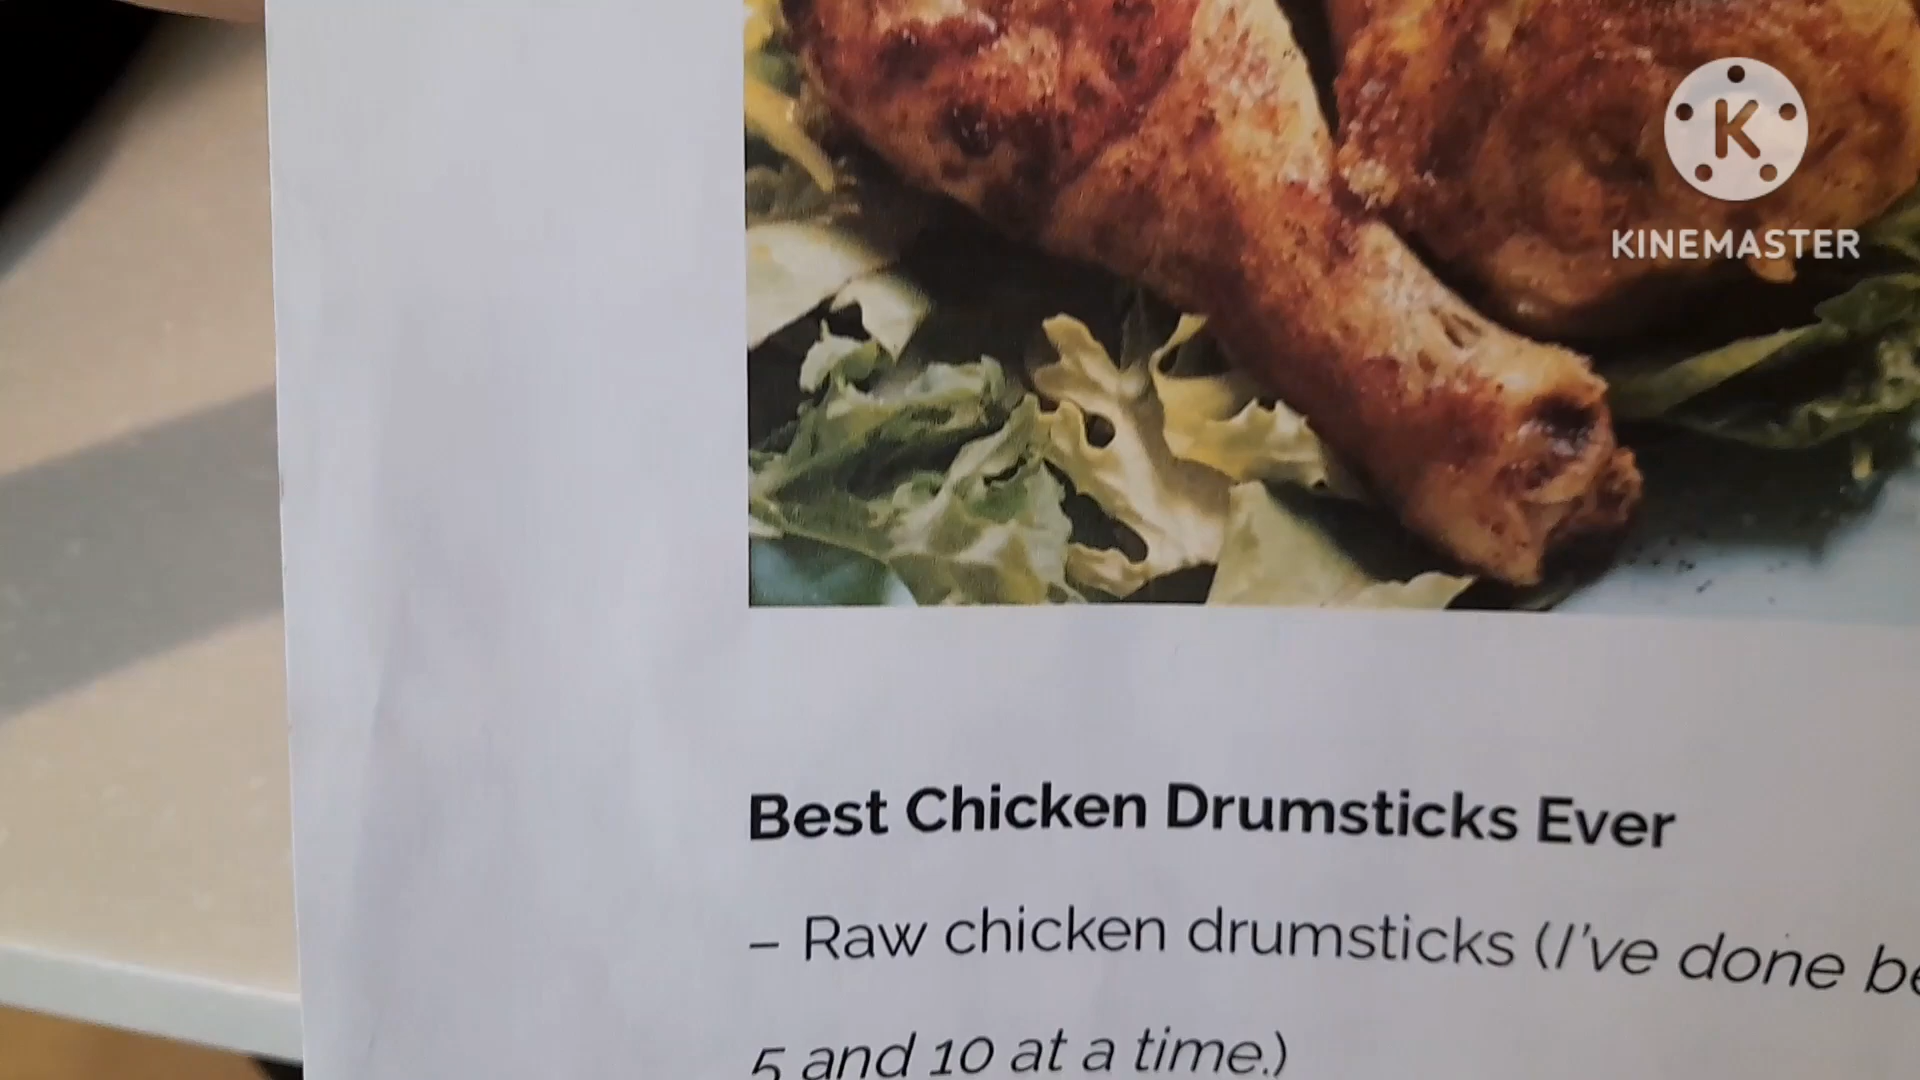 K
KINEMASTER
Best Chicken Drumsticks Ever
– Raw chicken drumsticks (I've done
5 and 10 at a time.)